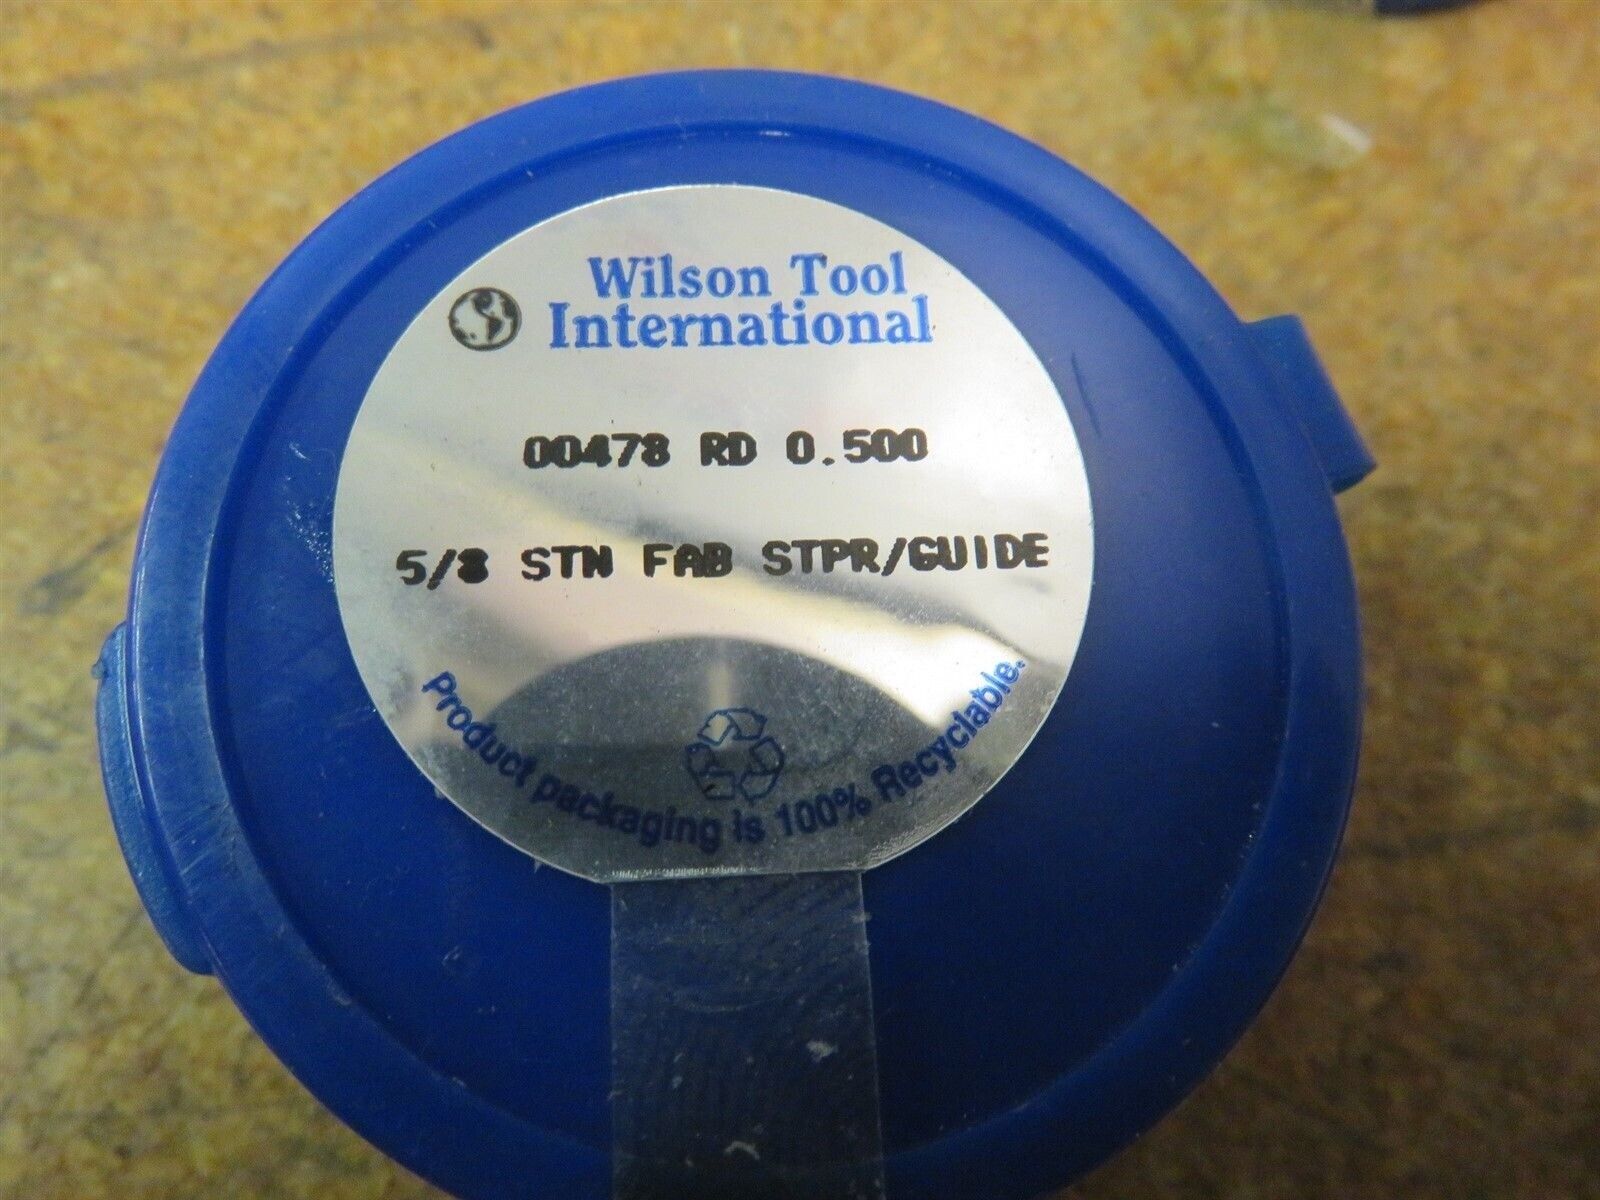 Wilson Tool
International
00478 RD 0.500
5/8 STN FAB STPR/GUIDE
Product packaging is 100% Recyclable.